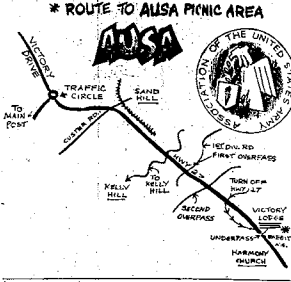 * ROUTE TO AUSA PICNIC AREA
AUSA
ASSOCIATION OF THE UNITED STATES ARMY
VICTORY
DRIVE
* TRAFFIC
CIRCLE
SAND
HILL
TO
MAIN
POST
CUSTER RD.
1ST DIV. RD
FIRST OVERPASS
HWY 27
TO
KELLY
HILL
KELLY
HILL
TURN OFF
HWY 27
SECOND
OVERPASS
VICTORY
LODGE
*
UNDERPASS
HARMONY
CHURCH